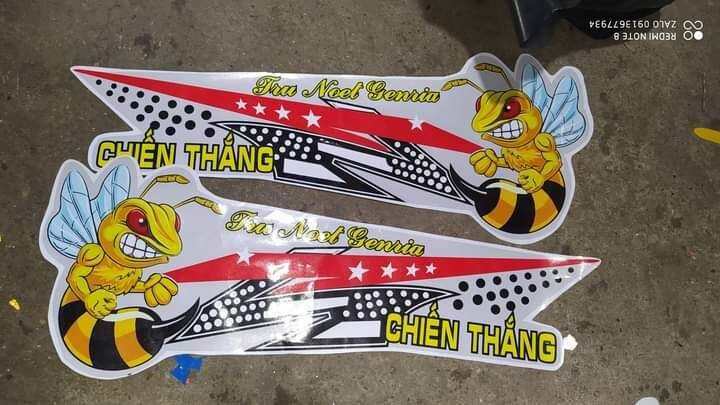 REDMI NOTE 8
ZALO 0913677934
Tru Noel Genria
CHIẾN THẮNG
Tru Noel Genria
CHIẾN THẮNG